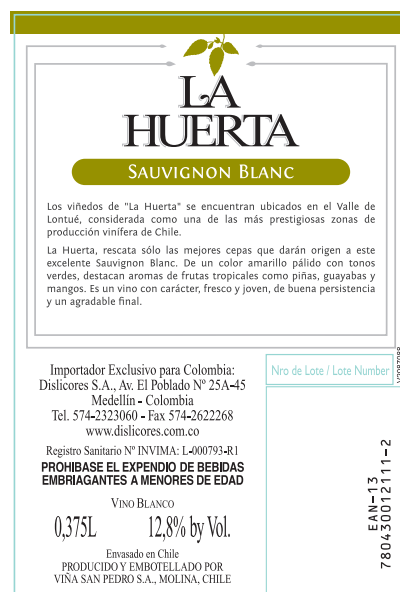 LA
HUERTA
SAUVIGNON BLANC
Los viñedos de "La Huerta" se encuentran ubicados en el Valle de
Lontué, considerada como una de las más prestigiosas zonas de
producción vinífera de Chile.
La Huerta, rescata sólo las mejores cepas que darán origen a este
excelente Sauvignon Blanc. De un color amarillo pálido con tonos
verdes, destacan aromas de frutas tropicales como piñas, guayabas y
mangos. Es un vino con carácter, fresco y joven, de buena persistencia
y un agradable final.
Importador Exclusivo para Colombia:
Dislicores S.A., Av. El Poblado Nº 25A-45
Medellín - Colombia
Tel. 574-2323060 - Fax 574-2622268
www.dislicores.com.co
Registro Sanitario Nº INVIMA: L-000793-R1
PROHIBASE EL EXPENDIO DE BEBIDAS
EMBRIAGANTES A MENORES DE EDAD
VINO BLANCO
0,375L 12,8% by Vol.
Envasado en Chile
PRODUCIDO Y EMBOTELLADO POR
VIÑA SAN PEDRO S.A., MOLINA, CHILE
Nro de Lote / Lote Number
EAN-13
780430012111-2